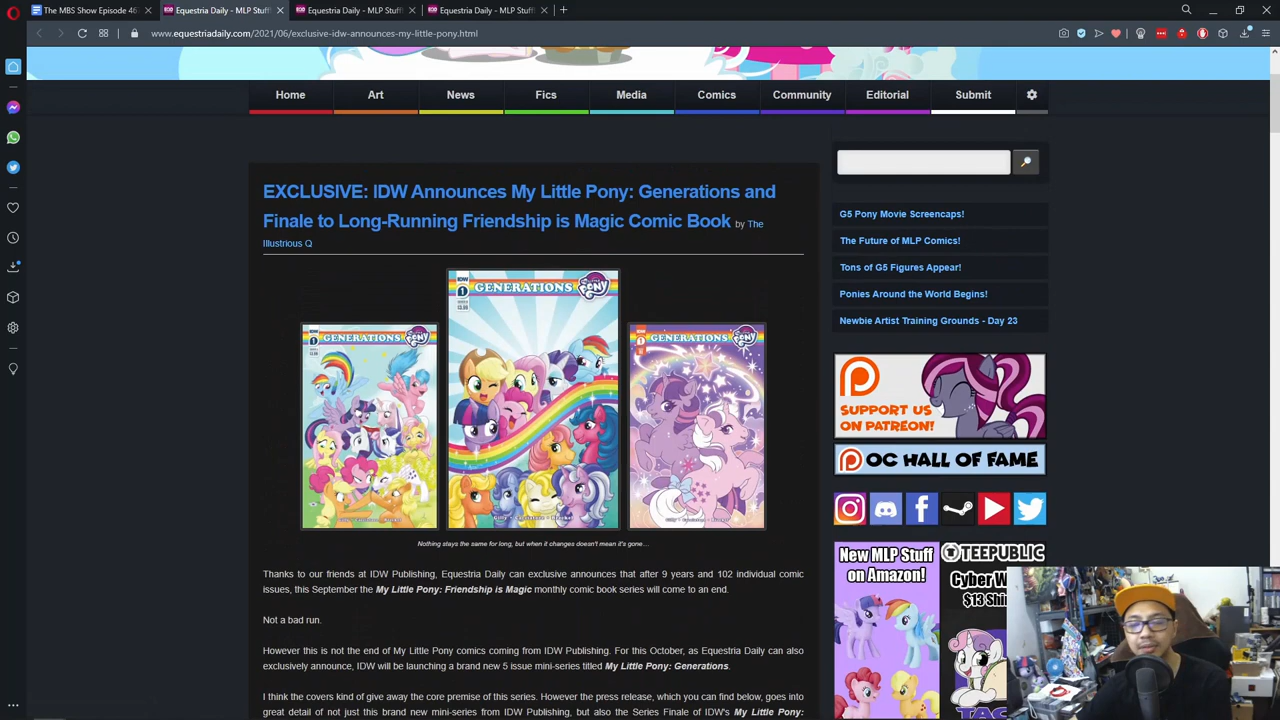 The MBS Show Episode 46
Equestria Daily - MLP Stuff!
Equestria Daily - MLP Stuff!
Equestria Daily - MLP Stuff!
www.equestriadaily.com/2021/06/exclusive-idw-announces-my-little-pony.html
Home
Art
News
Fics
Media
Comics
Community
Editorial
Submit
EXCLUSIVE: IDW Announces My Little Pony: Generations and
Finale to Long-Running Friendship is Magic Comic Book by The
Illustrious Q
GENERATIONS
GENERATIONS
GENERATIONS
Nothing stays the same for long, but when it changes doesn't mean it's gone…
Thanks to our friends at IDW Publishing, Equestria Daily can exclusive announces that after 9 years and 102 individual comic
issues, this September the My Little Pony: Friendship is Magic monthly comic book series will come to an end.
Not a bad run.
However this is not the end of My Little Pony comics coming from IDW Publishing. For this October, as Equestria Daily can also
exclusively announce, IDW will be launching a brand new 5 issue mini-series titled My Little Pony: Generations.
I think the covers kind of give away the core premise of this series. However the press release, which you can find below, goes into
great detail of not just this brand new mini-series from IDW Publishing, but also the Series Finale of IDW's My Little Pony:
G5 Pony Movie Screencaps!
The Future of MLP Comics!
Tons of G5 Figures Appear!
Ponies Around the World Begins!
Newbie Artist Training Grounds - Day 23
SUPPORT US
ON PATREON!
OC HALL OF FAME
New MLP Stuff
on Amazon!
TEEPUBLIC
Cyber
$13